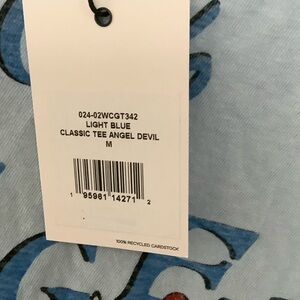 024-02WCGT342
LIGHT BLUE
CLASSIC TEE ANGEL DEVIL
M
1 95981 14271 2
100% RECYCLED CARDSTOCK